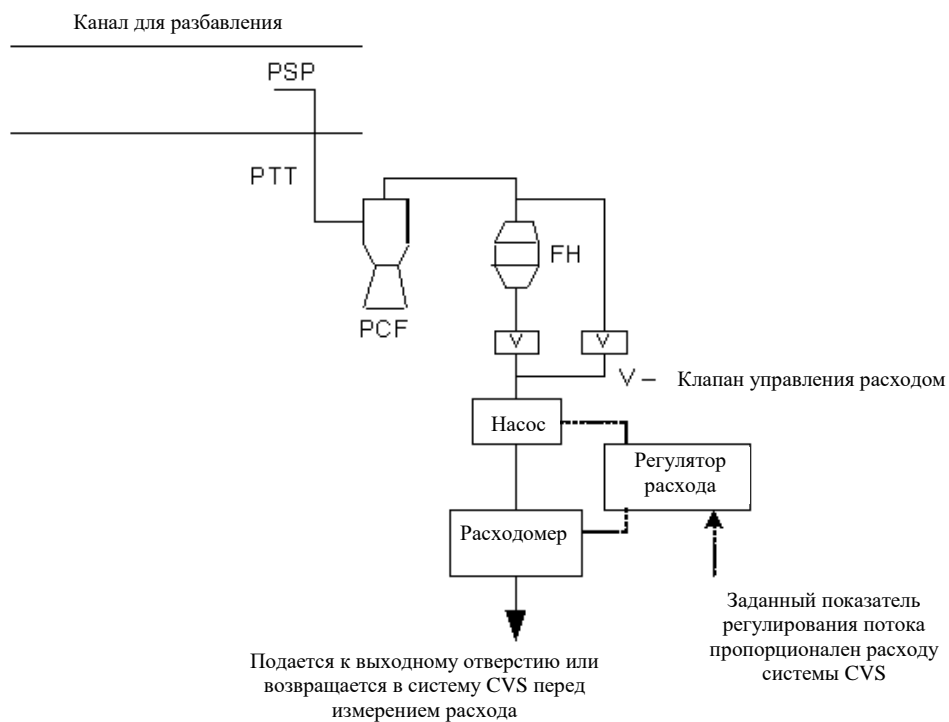 Канал для разбавления
PSP
PTT
FH
PCF
V
V
V – Клапан управления расходом
Насос
Регулятор
расхода
Расходомер
Заданный показатель
регулирования потока
пропорционален расходу
системы CVS
Подается к выходному отверстию или
возвращается в систему CVS перед
измерением расхода